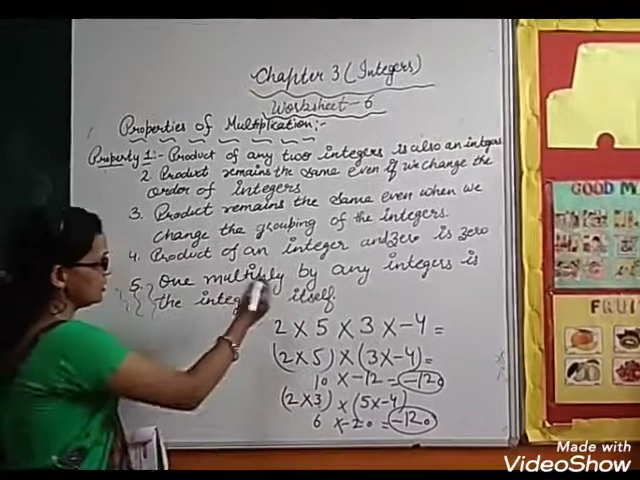 Chapter 3 (Integers)
Worksheet-6
Properties of Multiplication:-
Property 1:- Product of any two integers is also an integers
2. Product remains the same even if we change the
order of integers
3. Product remains the same even when we
change the grouping of the integers.
4. Product of an integer and zero is zero
5. One multiply by any integers is
the integer itself.
2 X 5 X 3 X -4 =
(2 X 5) X (3 X -4) =
10 X -12 = -120
(2 X 3) X (5 X -4)
6 X -20 = -120
GOOD M
FRUI
Made with
VideoShow